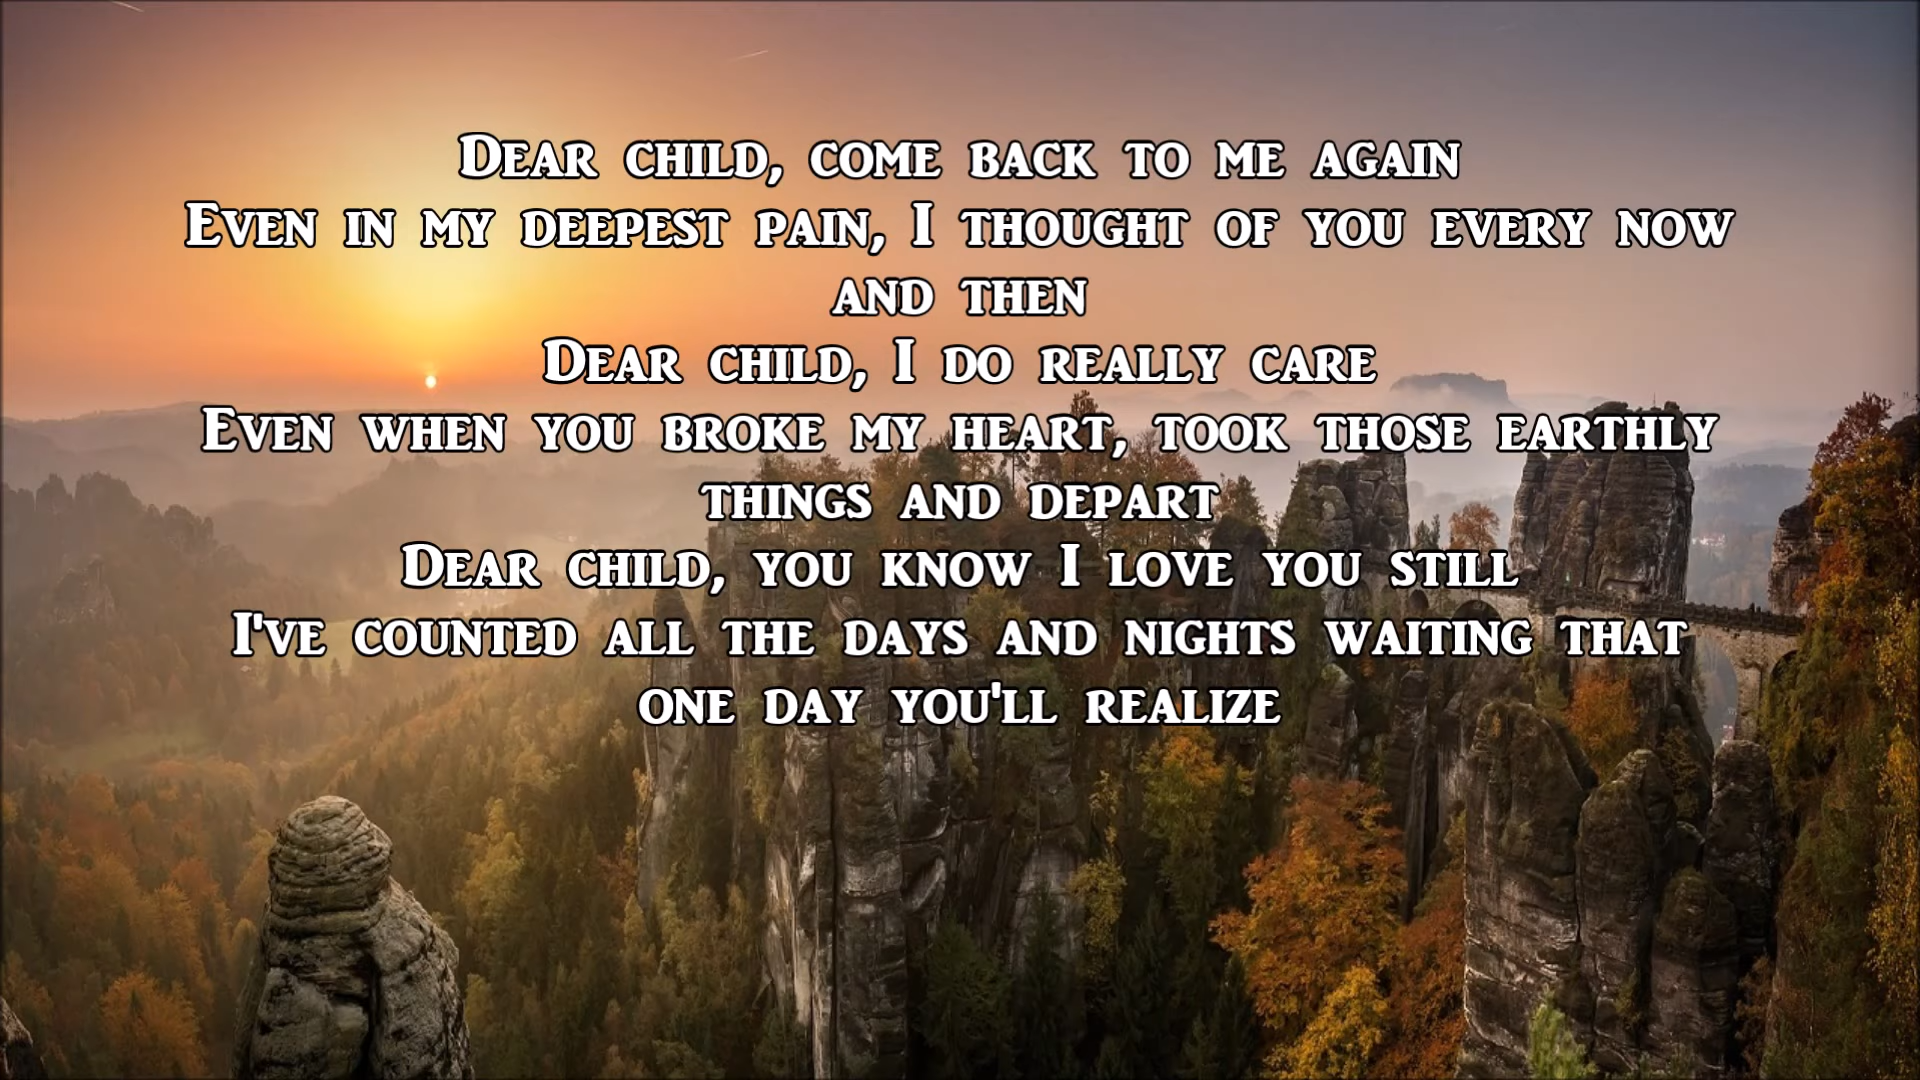 Dear child, come back to me again
Even in my deepest pain, I thought of you every now
and then
Dear child, I do really care
Even when you broke my heart, took those earthly
things and depart
Dear child, you know I love you still
I've counted all the days and nights waiting that
one day you'll realize